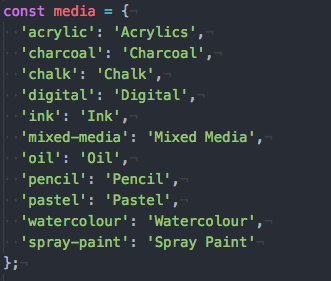 const media = {
'acrylic': 'Acrylics',
'charcoal': 'Charcoal',
'chalk': 'Chalk',
'digital': 'Digital',
'ink': 'Ink',
'mixed-media': 'Mixed Media',
'oil': 'Oil',
'pencil': 'Pencil',
'pastel': 'Pastel',
'watercolour': 'Watercolour',
'spray-paint': 'Spray Paint'
};